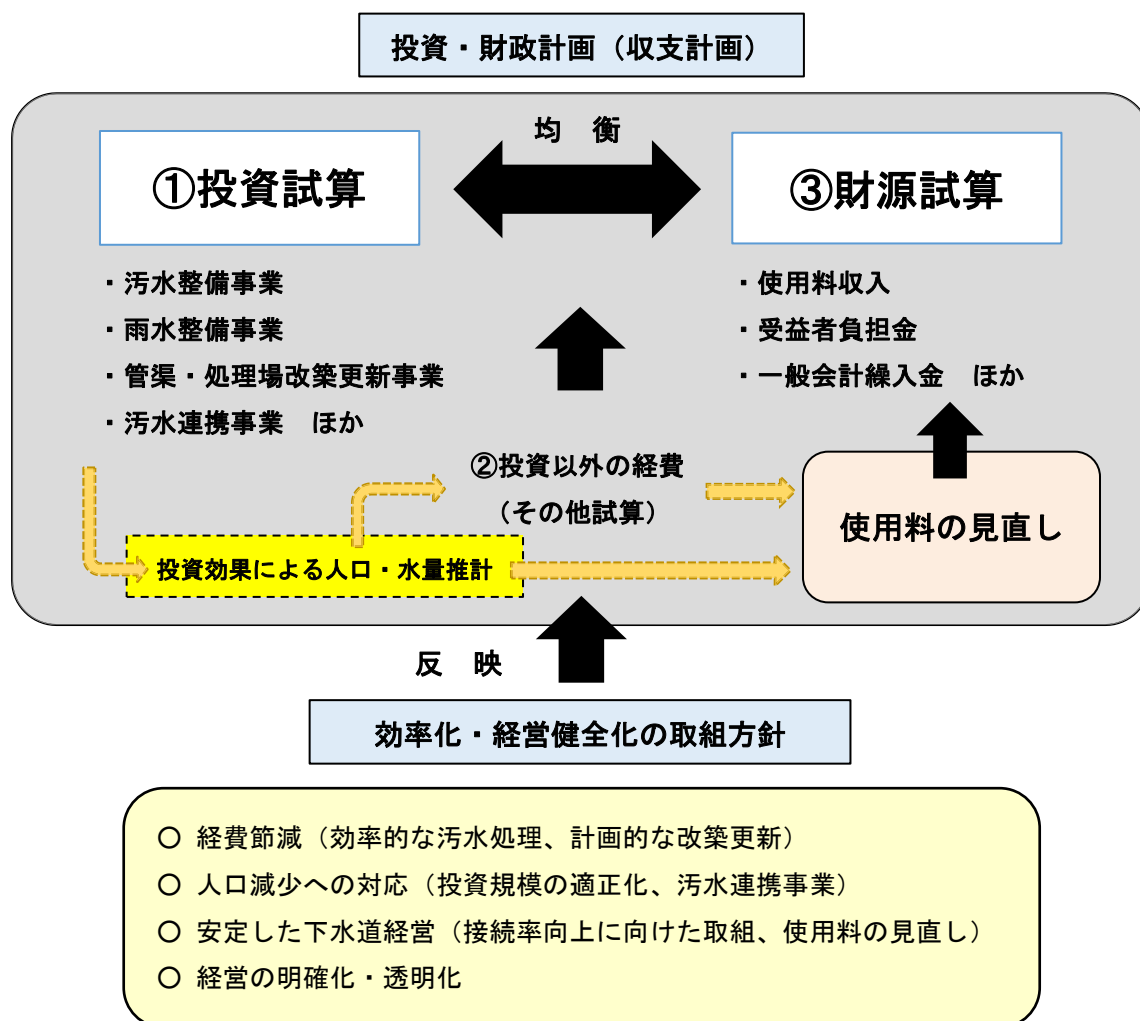 投資・財政計画（収支計画）
均　衡
①投資試算
③財源試算
・汚水整備事業
・雨水整備事業
・管渠・処理場改築更新事業
・汚水連携事業　ほか
・使用料収入
・受益者負担金
・一般会計繰入金　ほか
②投資以外の経費
（その他試算）
使用料の見直し
投資効果による人口・水量推計
反　映
効率化・経営健全化の取組方針
〇 経費節減（効率的な汚水処理、計画的な改築更新）
〇 人口減少への対応（投資規模の適正化、汚水連携事業）
〇 安定した下水道経営（接続率向上に向けた取組、使用料の見直し）
〇 経営の明確化・透明化